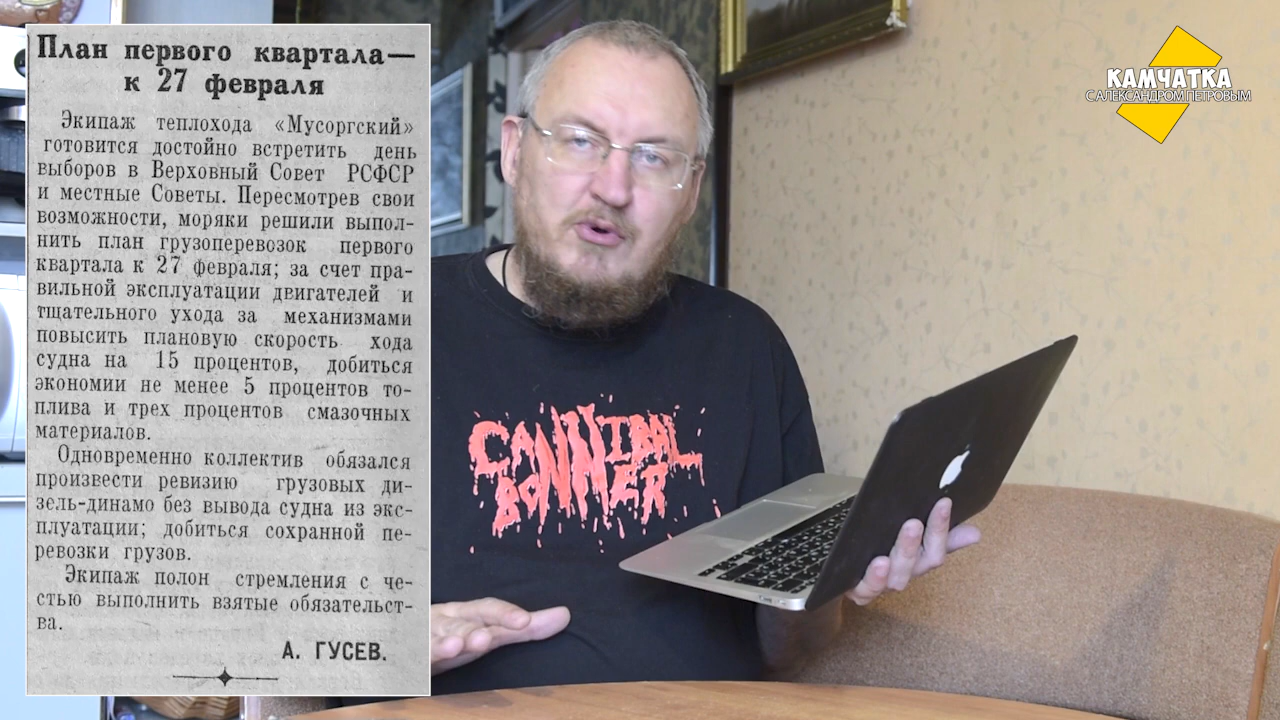 План первого квартала—
к 27 февраля
Экипаж теплохода «Мусоргский»
готовится достойно встретить день
выборов в Верховный Совет РСФСР
и местные Советы. Пересмотрев свои
возможности, моряки решили выпол-
нить план грузоперевозок первого
квартала к 27 февраля; за счет пра-
вильной эксплуатации двигателей и
тщательного ухода за механизмами
повысить плановую скорость хода
судна на 15 процентов, добиться
экономии не менее 5 процентов то-
плива и трех процентов смазочных
материалов.
Одновременно коллектив обязался
произвести ревизию грузовых ди-
зель-динамо без вывода судна из экс-
плуатации; добиться сохранной пе-
ревозки грузов.
Экипаж полон стремления с че-
стью выполнить взятые обязательст-
ва.
А. ГУСЕВ.
КАМЧАТКА
С АЛЕКСАНДРОМ ПЕТРОВЫМ
CANNIBAL
BONNER